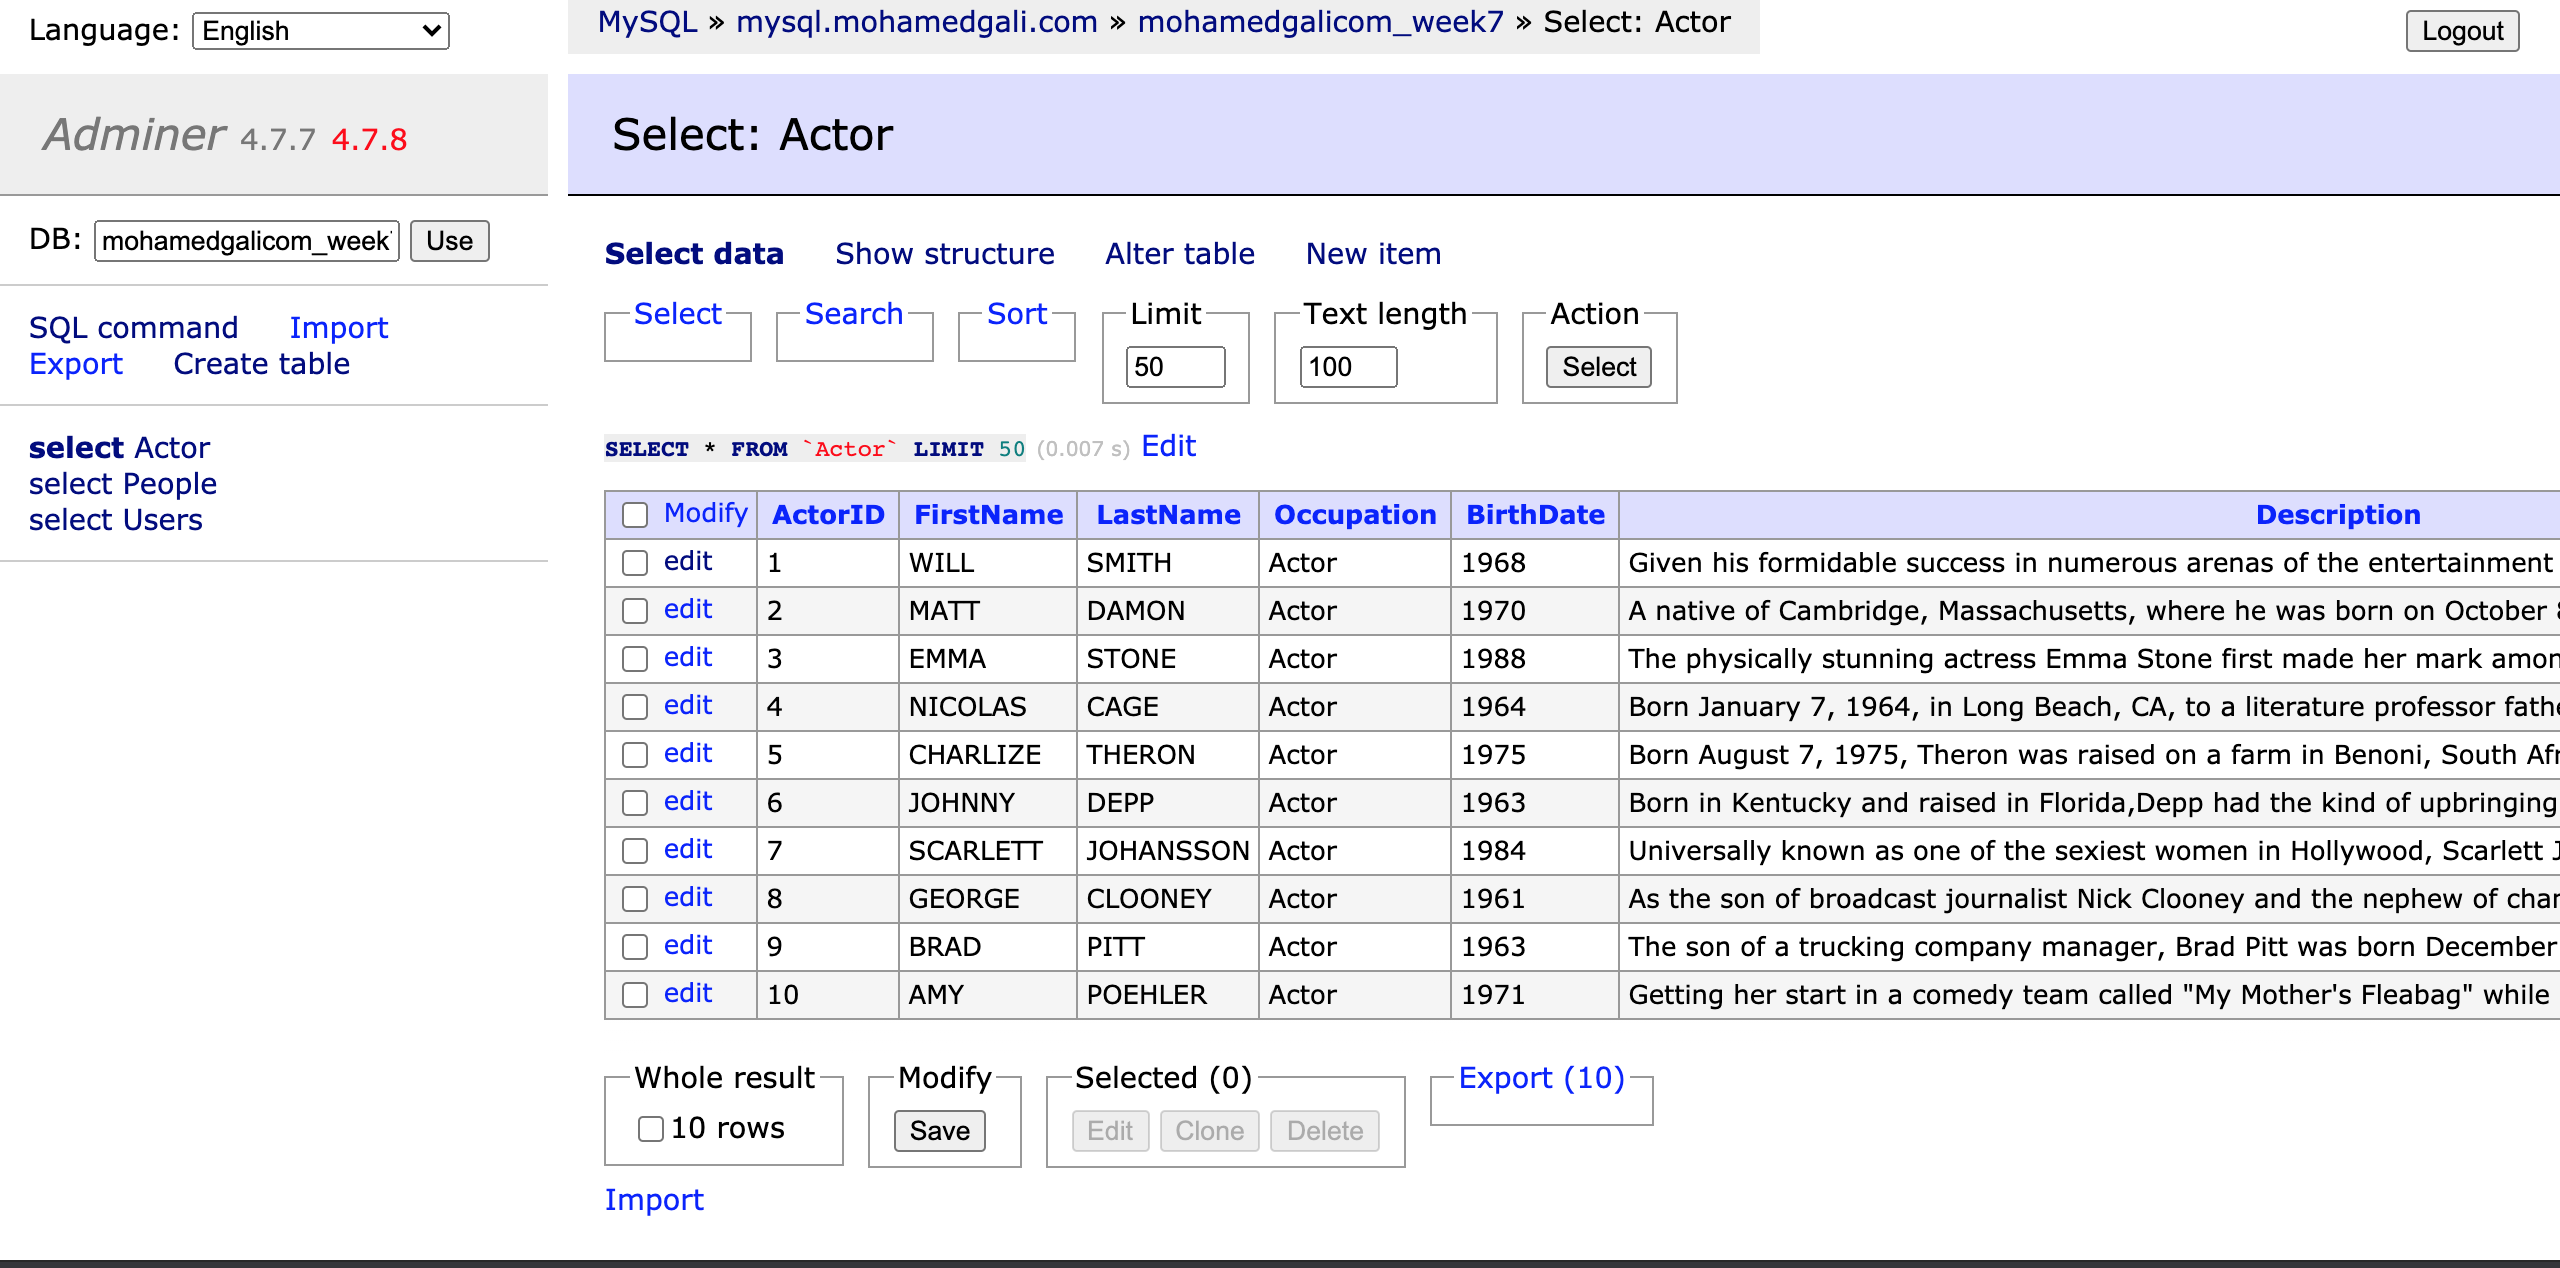 Language: English
MySQL » mysql.mohamedgali.com » mohamedgalicom_week7 » Select: Actor
Logout
Adminer 4.7.7 4.7.8
Select: Actor
DB: mohamedgalicom_week Use
SQL command Import
Export Create table
select Actor
select People
select Users
Select data Show structure Alter table New item
Select Search Sort Limit Text length Action
50 100 Select
SELECT * FROM `Actor` LIMIT 50 (0.007 s) Edit
Modify ActorID FirstName LastName Occupation BirthDate Description
edit 1 WILL SMITH Actor 1968 Given his formidable success in numerous arenas of the entertainment
edit 2 MATT DAMON Actor 1970 A native of Cambridge, Massachusetts, where he was born on October
edit 3 EMMA STONE Actor 1988 The physically stunning actress Emma Stone first made her mark
edit 4 NICOLAS CAGE Actor 1964 Born January 7, 1964, in Long Beach, CA, to a literature professor
edit 5 CHARLIZE THERON Actor 1975 Born August 7, 1975, Theron was raised on a farm in Benoni, South
edit 6 JOHNNY DEPP Actor 1963 Born in Kentucky and raised in Florida,Depp had the kind of upbringing
edit 7 SCARLETT JOHANSSON Actor 1984 Universally known as one of the sexiest women in Hollywood, Scarlett
edit 8 GEORGE CLOONEY Actor 1961 As the son of broadcast journalist Nick Clooney and the nephew of
edit 9 BRAD PITT Actor 1963 The son of a trucking company manager, Brad Pitt was born December
edit 10 AMY POEHLER Actor 1971 Getting her start in a comedy team called "My Mother's Fleabag" while
Whole result Modify Selected (0) Export (10)
10 rows Save Edit Clone Delete
Import